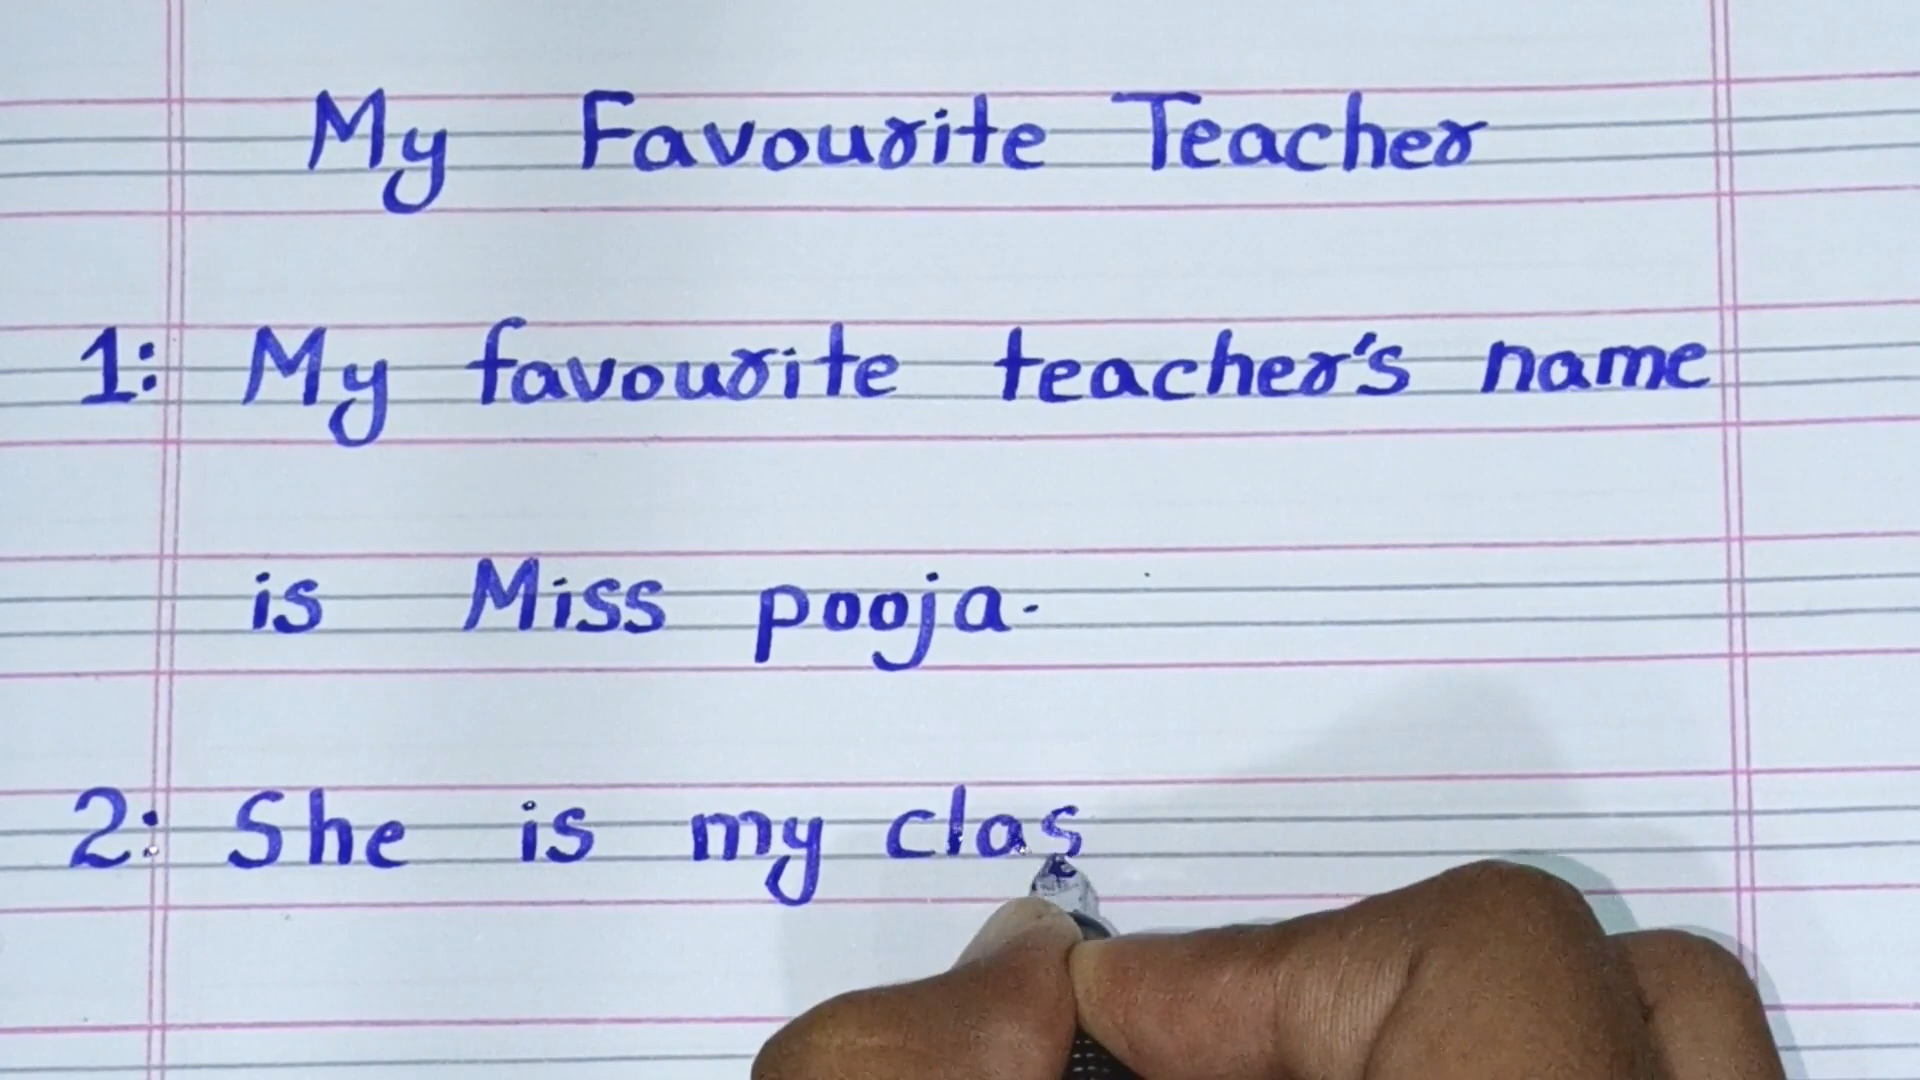 My Favourite Teacher
1: My favourite teacher's name
is Miss pooja.
2: She is my clas